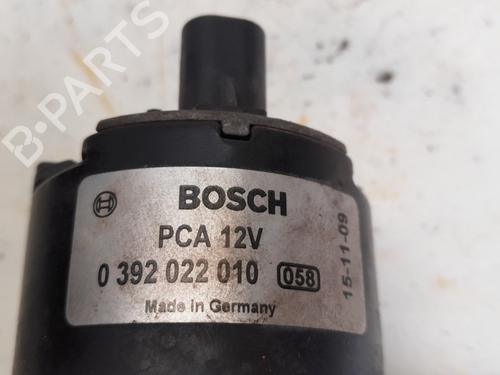 B-PARTS
BOSCH
PCA 12V
0 392 022 010 058
Made in Germany
15-11-09